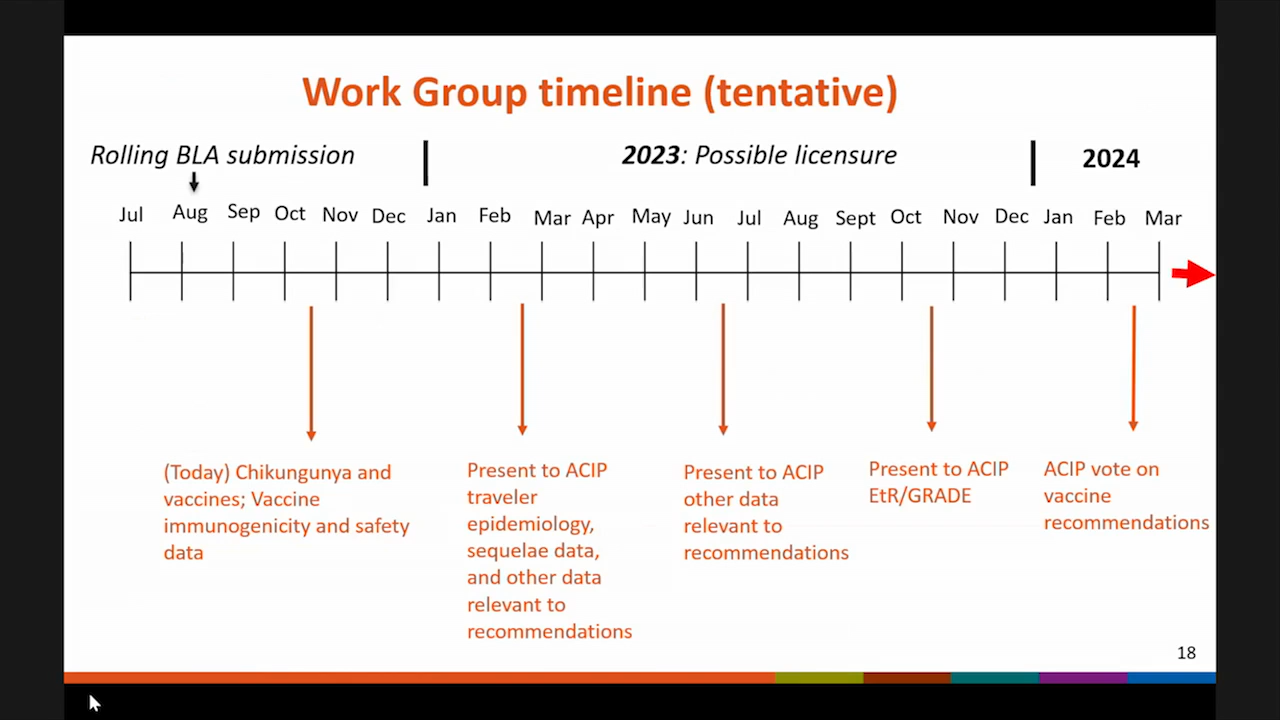 Work Group timeline (tentative)
Rolling BLA submission
2023: Possible licensure
2024
Jul Aug Sep Oct Nov Dec Jan Feb Mar Apr May Jun Jul Aug Sept Oct Nov Dec Jan Feb Mar
(Today) Chikungunya and
vaccines; Vaccine
immunogenicity and safety
data
Present to ACIP
traveler
epidemiology,
sequelae data,
and other data
relevant to
recommendations
Present to ACIP
other data
relevant to
recommendations
Present to ACIP
EtR/GRADE
ACIP vote on
vaccine
recommendations
18